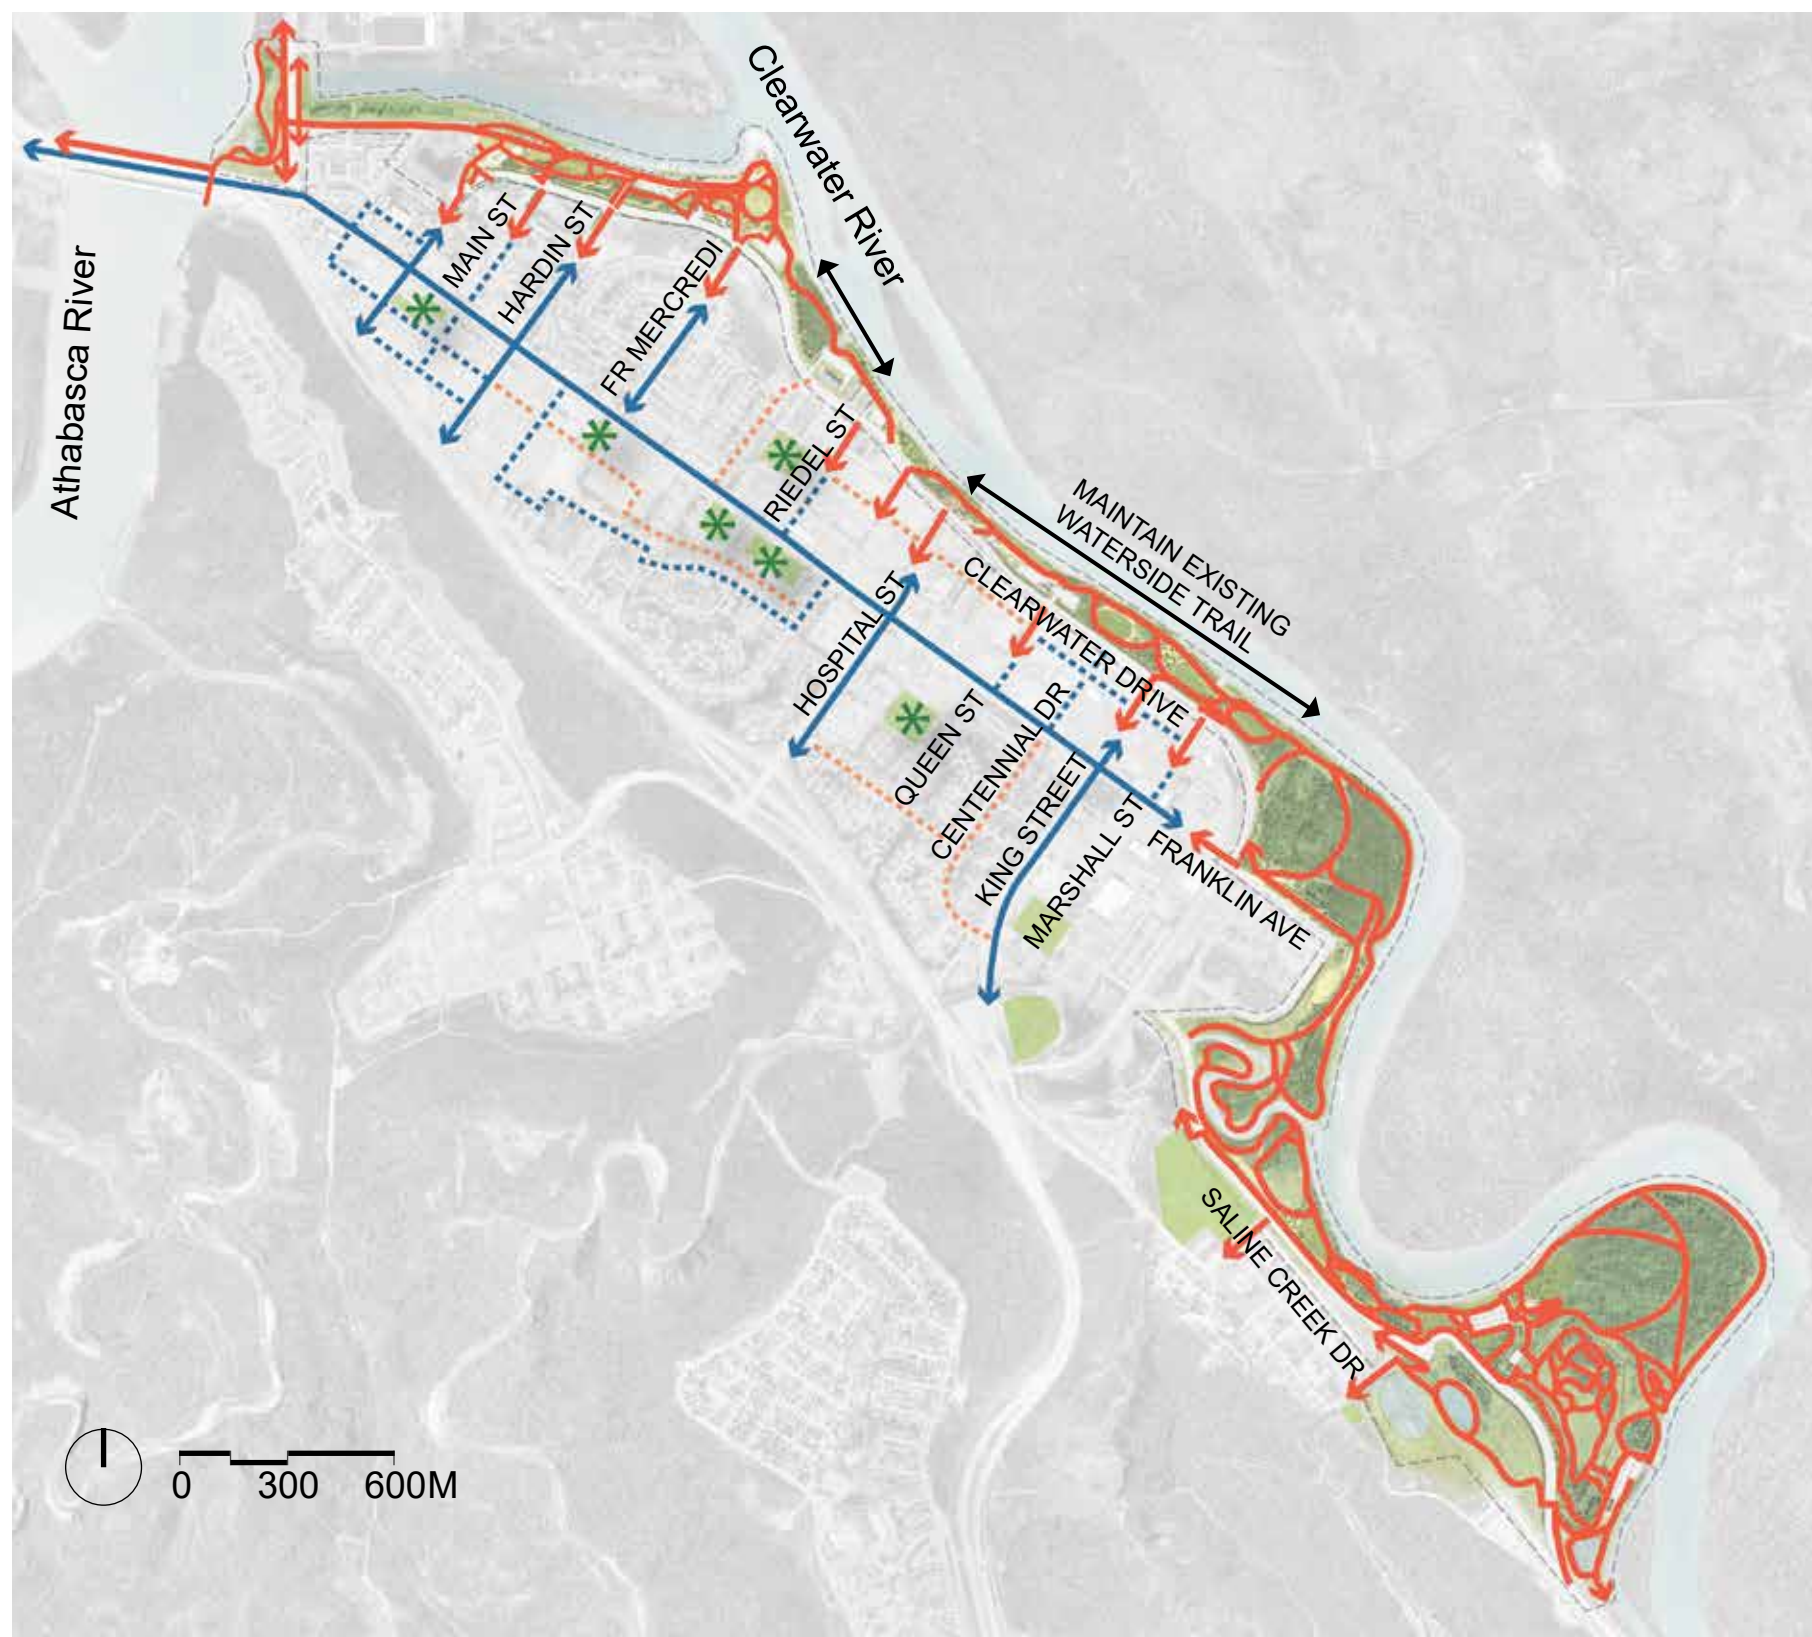 Clearwater River
Athabasca River
MAIN ST
HARDIN ST
FR MERCREDI
RIEDEL ST
MAINTAIN EXISTING
WATERSIDE TRAIL
CLEARWATER DRIVE
HOSPITAL ST
QUEEN ST
CENTENNIAL DR
KING STREET
MARSHALL ST
FRANKLIN AVE
SALINE CREEK DR
0 300 600M